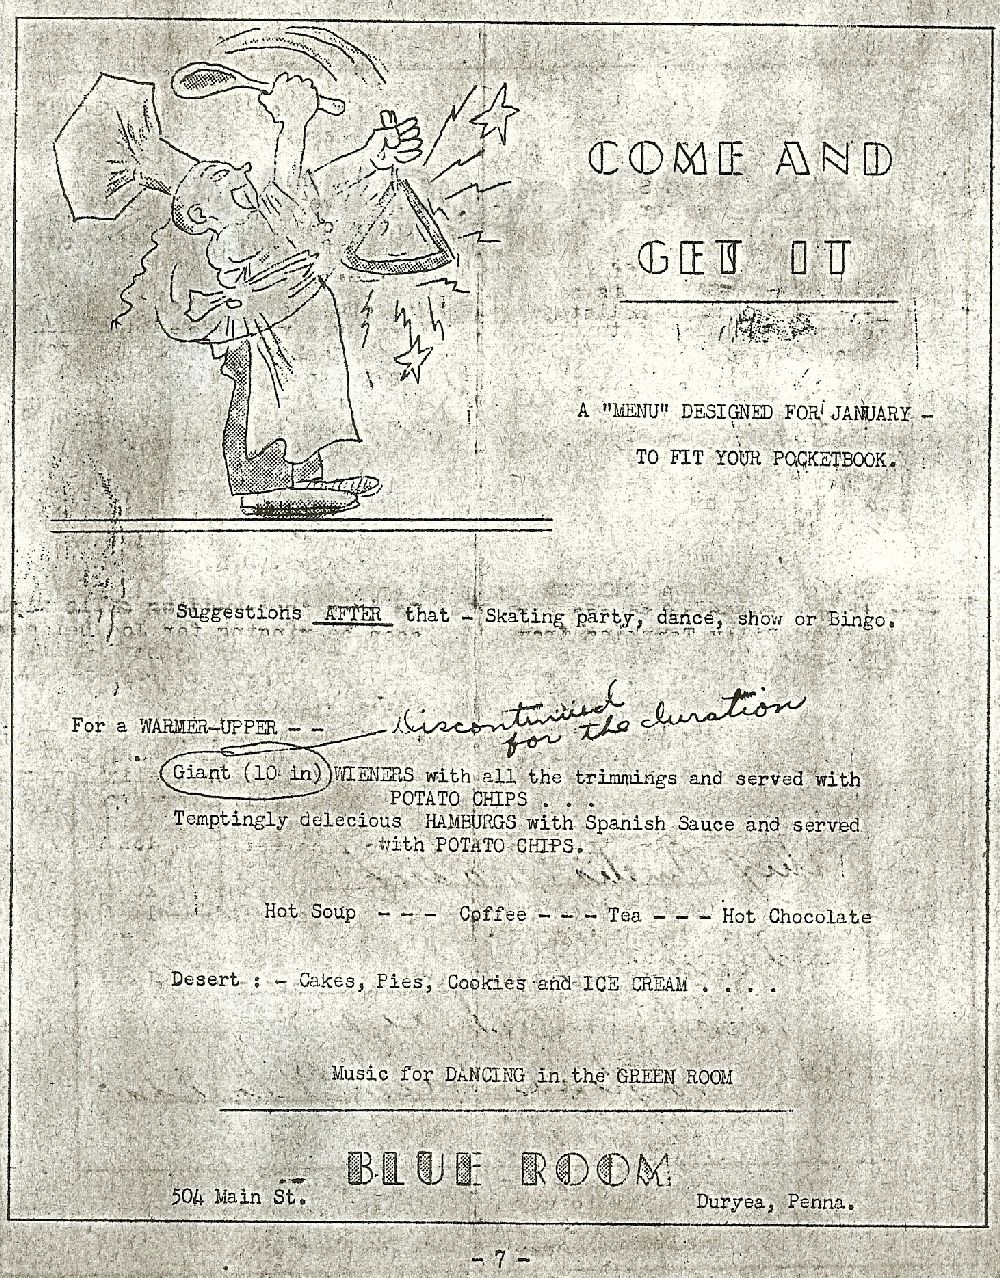 COME AND
GET IT
A "MENU" DESIGNED FOR JANUARY -
TO FIT YOUR POCKETBOOK.
Suggestions AFTER that - Skating party, dance, show or Bingo.
discontinued
for the duration
For a WARMER-UPPER - -
Giant (10 in) WIENERS with all the trimmings and served with
POTATO CHIPS . . .
Temptingly delecious HAMBURGS with Spanish Sauce and served
with POTATO CHIPS.
Hot Soup - - - Coffee - - - Tea - - - Hot Chocolate
Desert : - Cakes, Pies, Cookies and ICE CREAM . . . .
Music for DANCING in the GREEN ROOM
BLUE ROOM
504 Main St.
Duryea, Penna.
- 7 -